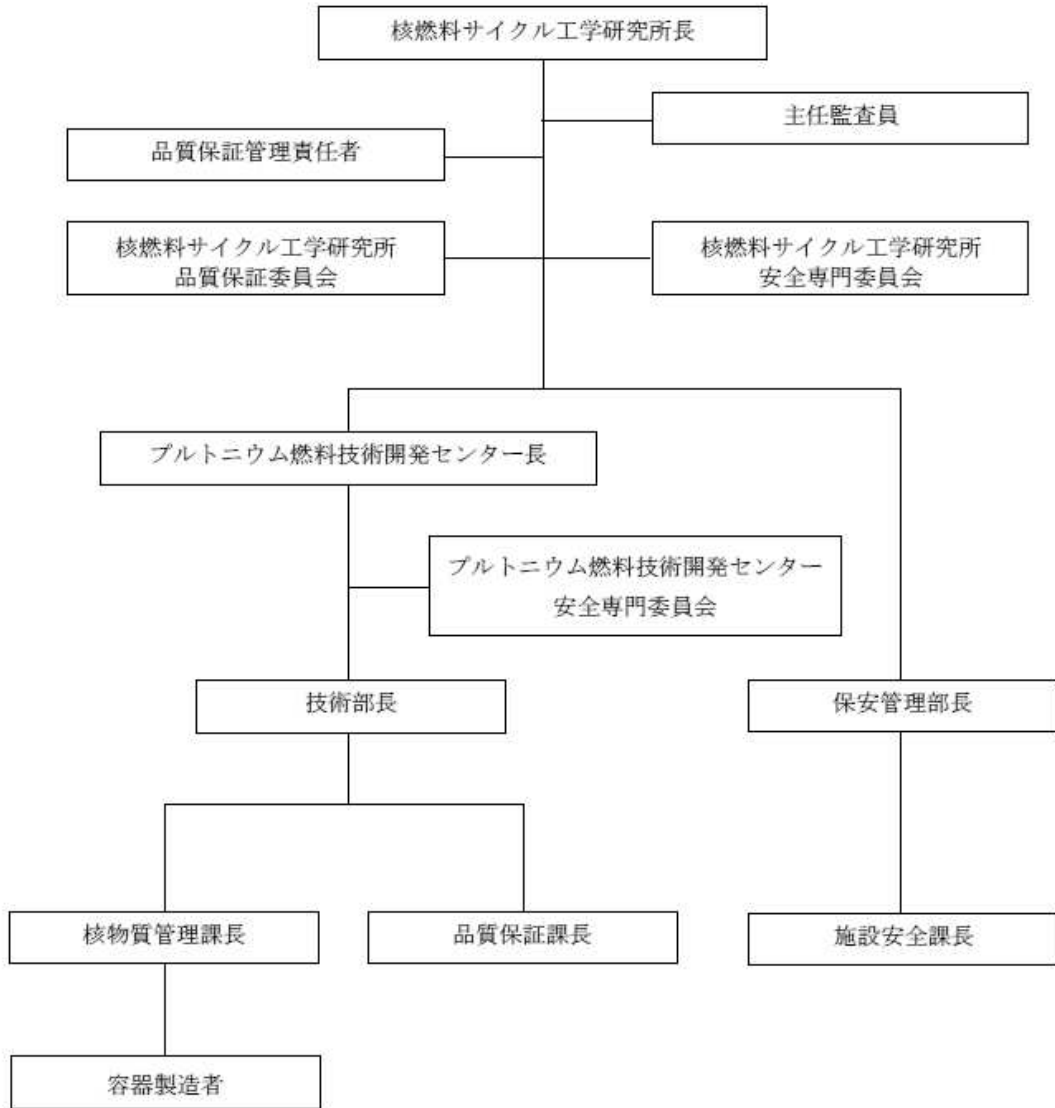 核燃料サイクル工学研究所長
主任監査員
品質保証管理責任者
核燃料サイクル工学研究所
品質保証委員会
核燃料サイクル工学研究所
安全専門委員会
プルトニウム燃料技術開発センター長
プルトニウム燃料技術開発センター
安全専門委員会
技術部長
保安管理部長
核物質管理課長
品質保証課長
施設安全課長
容器製造者